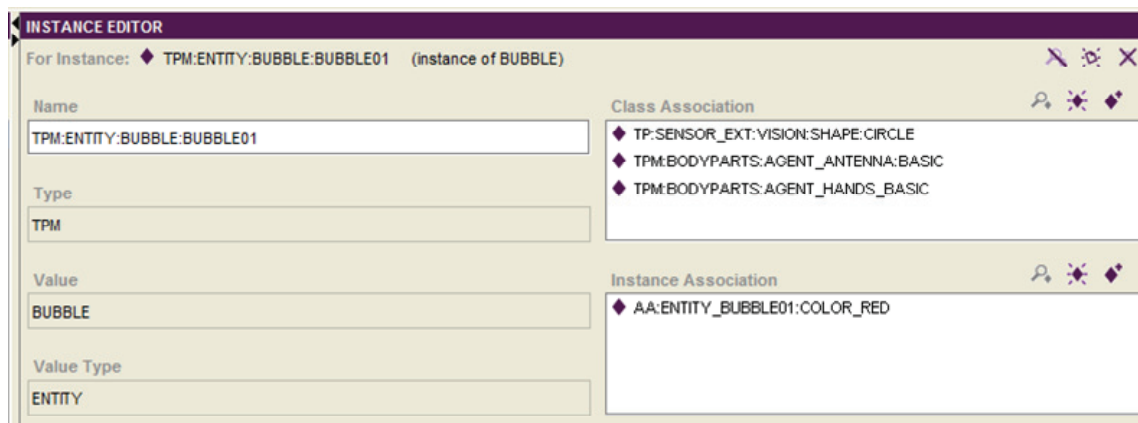 INSTANCE EDITOR
For Instance: TPM:ENTITY:BUBBLE:BUBBLE01 (instance of BUBBLE)
Name
TPM:ENTITY:BUBBLE:BUBBLE01
Type
TPM
Value
BUBBLE
Value Type
ENTITY
Class Association
TP:SENSOR_EXT:VISION:SHAPE:CIRCLE
TPM:BODYPARTS:AGENT_ANTENNA:BASIC
TPM:BODYPARTS:AGENT_HANDS_BASIC
Instance Association
AA:ENTITY_BUBBLE01:COLOR_RED